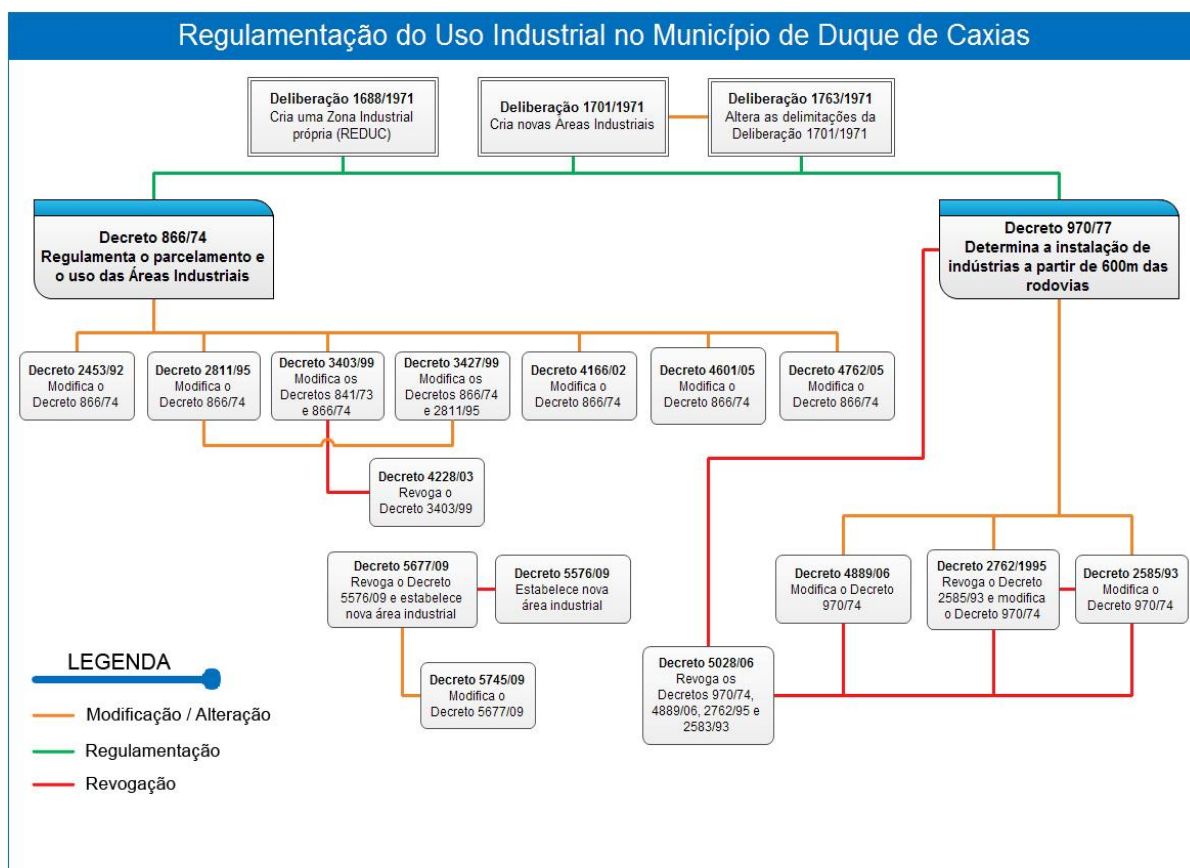 Regulamentação do Uso Industrial no Município de Duque de Caxias
Deliberação 1688/1971
Cria uma Zona Industrial
própria (REDUC)
Deliberação 1701/1971
Cria novas Áreas Industriais
Deliberação 1763/1971
Altera as delimitações da
Deliberação 1701/1971
Decreto 866/74
Regulamenta o parcelamento e
o uso das Áreas Industriais
Decreto 970/77
Determina a instalação de
indústrias a partir de 600m das
rodovias
Decreto 2453/92
Modifica o
Decreto 866/74
Decreto 2811/95
Modifica o
Decreto 866/74
Decreto 3403/99
Modifica os
Decretos 841/73
e 866/74
Decreto 3427/99
Modifica os
Decretos 866/74
e 2811/95
Decreto 4166/02
Modifica o
Decreto 866/74
Decreto 4601/05
Modifica o
Decreto 866/74
Decreto 4762/05
Modifica o
Decreto 866/74
Decreto 4228/03
Revoga o
Decreto 3403/99
Decreto 5677/09
Revoga o Decreto
5576/09 e estabelece
nova área industrial
Decreto 5576/09
Estabelece nova
área industrial
Decreto 4889/06
Modifica o Decreto
970/74
Decreto 2762/1995
Revoga o Decreto
2585/93 e modifica
o Decreto 970/74
Decreto 2585/93
Modifica o
Decreto 970/74
Decreto 5745/09
Modifica o
Decreto 5677/09
Decreto 5028/06
Revoga os
Decretos 970/74,
4889/06, 2762/95 e
2583/93
LEGENDA
Modificação / Alteração
Regulamentação
Revogação